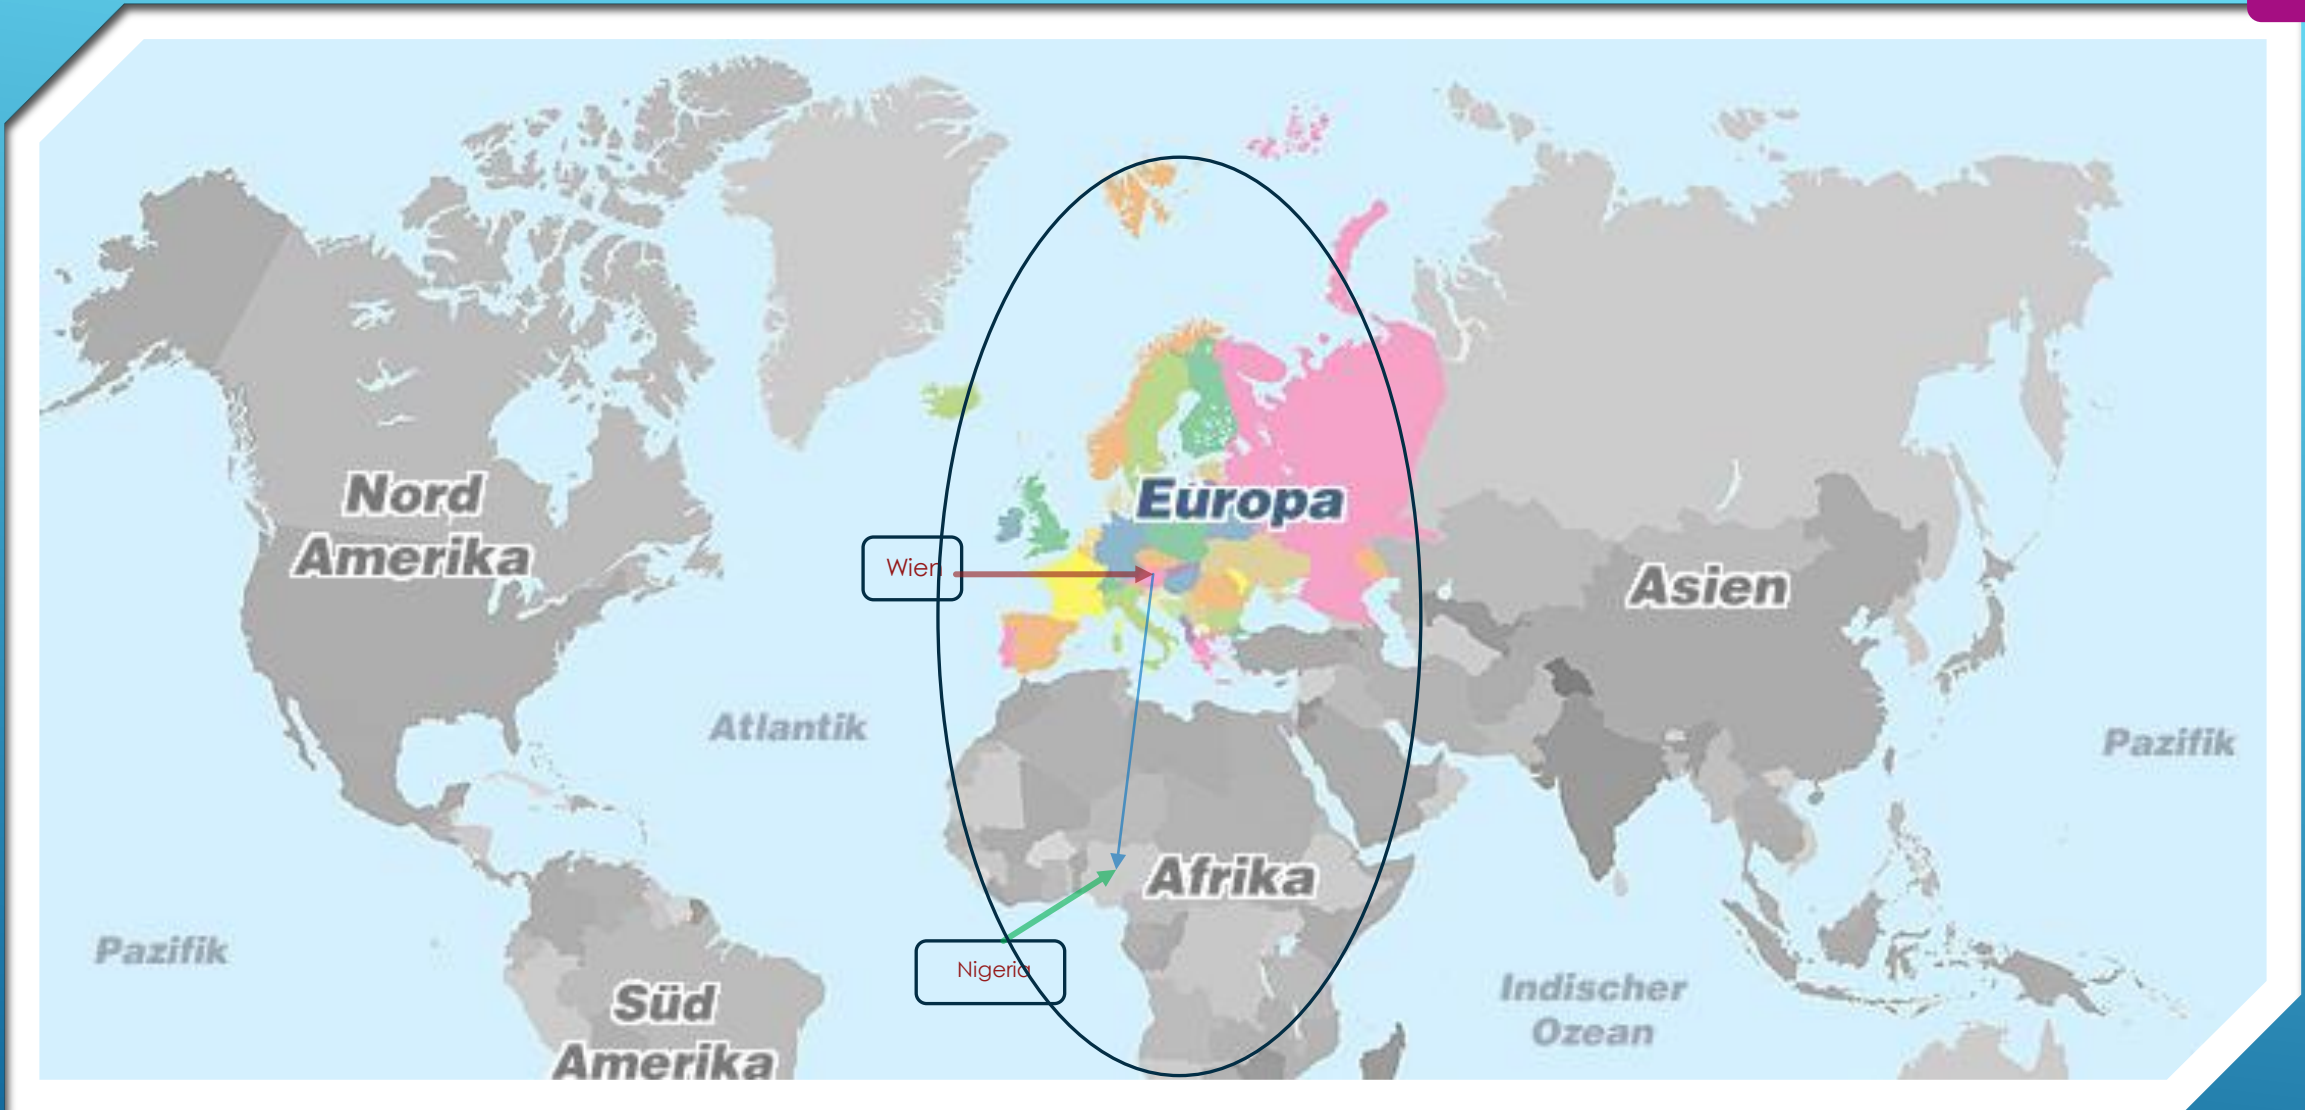 Nord
Amerika
Europa
Wien
Asien
Atlantik
Pazifik
Afrika
Pazifik
Nigeria
Süd
Amerika
Indischer
Ozean